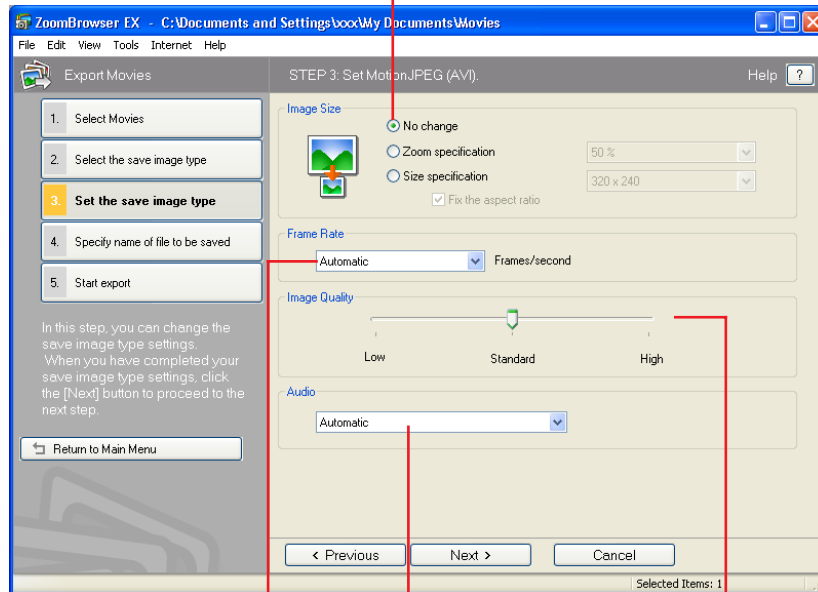 ZoomBrowser EX - C:\Documents and Settings\xxx\My Documents\Movies
File Edit View Tools Internet Help
Export Movies
STEP 3: Set MotionJPEG (AVI).
Help ?
1. Select Movies
2. Select the save image type
3. Set the save image type
4. Specify name of file to be saved
5. Start export
In this step, you can change the
save image type settings.
When you have completed your
save image type settings, click
the [Next] button to proceed to the
next step.
Return to Main Menu
Image Size
No change
Zoom specification
50 %
Size specification
320 x 240
Fix the aspect ratio
Frame Rate
Automatic
Frames/second
Image Quality
Low
Standard
High
Audio
Automatic
< Previous
Next >
Cancel
Selected Items: 1